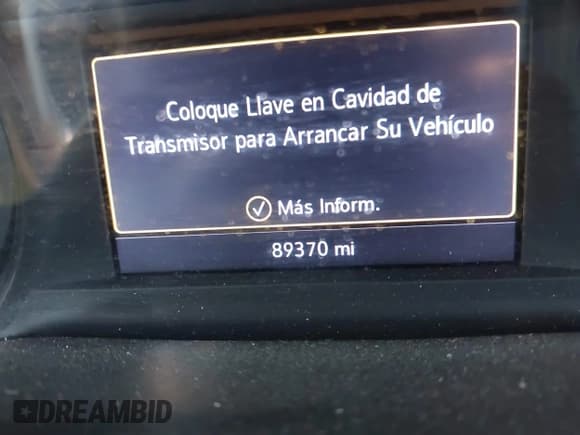 Coloque Llave en Cavidad de
Transmisor para Arrancar Su Vehículo
Más Inform.
89370 mi
DREAMBID